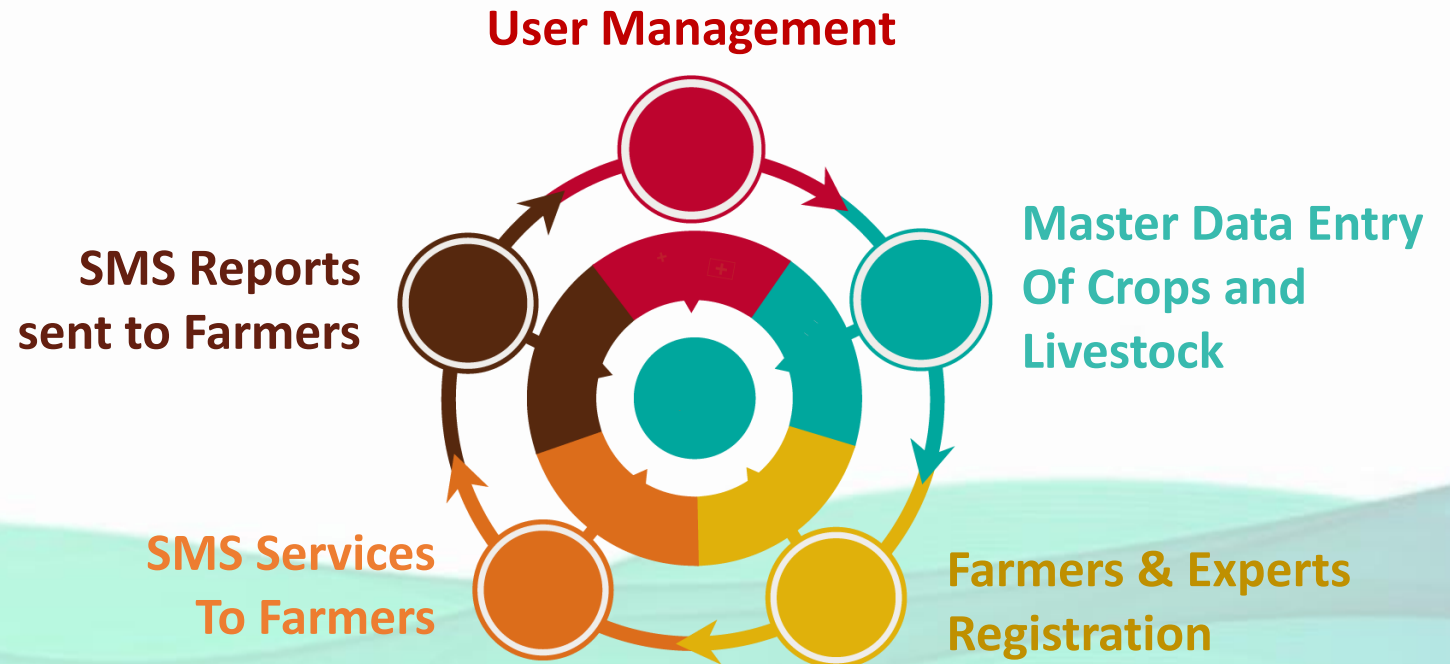 User Management
Master Data Entry
Of Crops and
Livestock
Farmers & Experts
Registration
SMS Services
To Farmers
SMS Reports
sent to Farmers